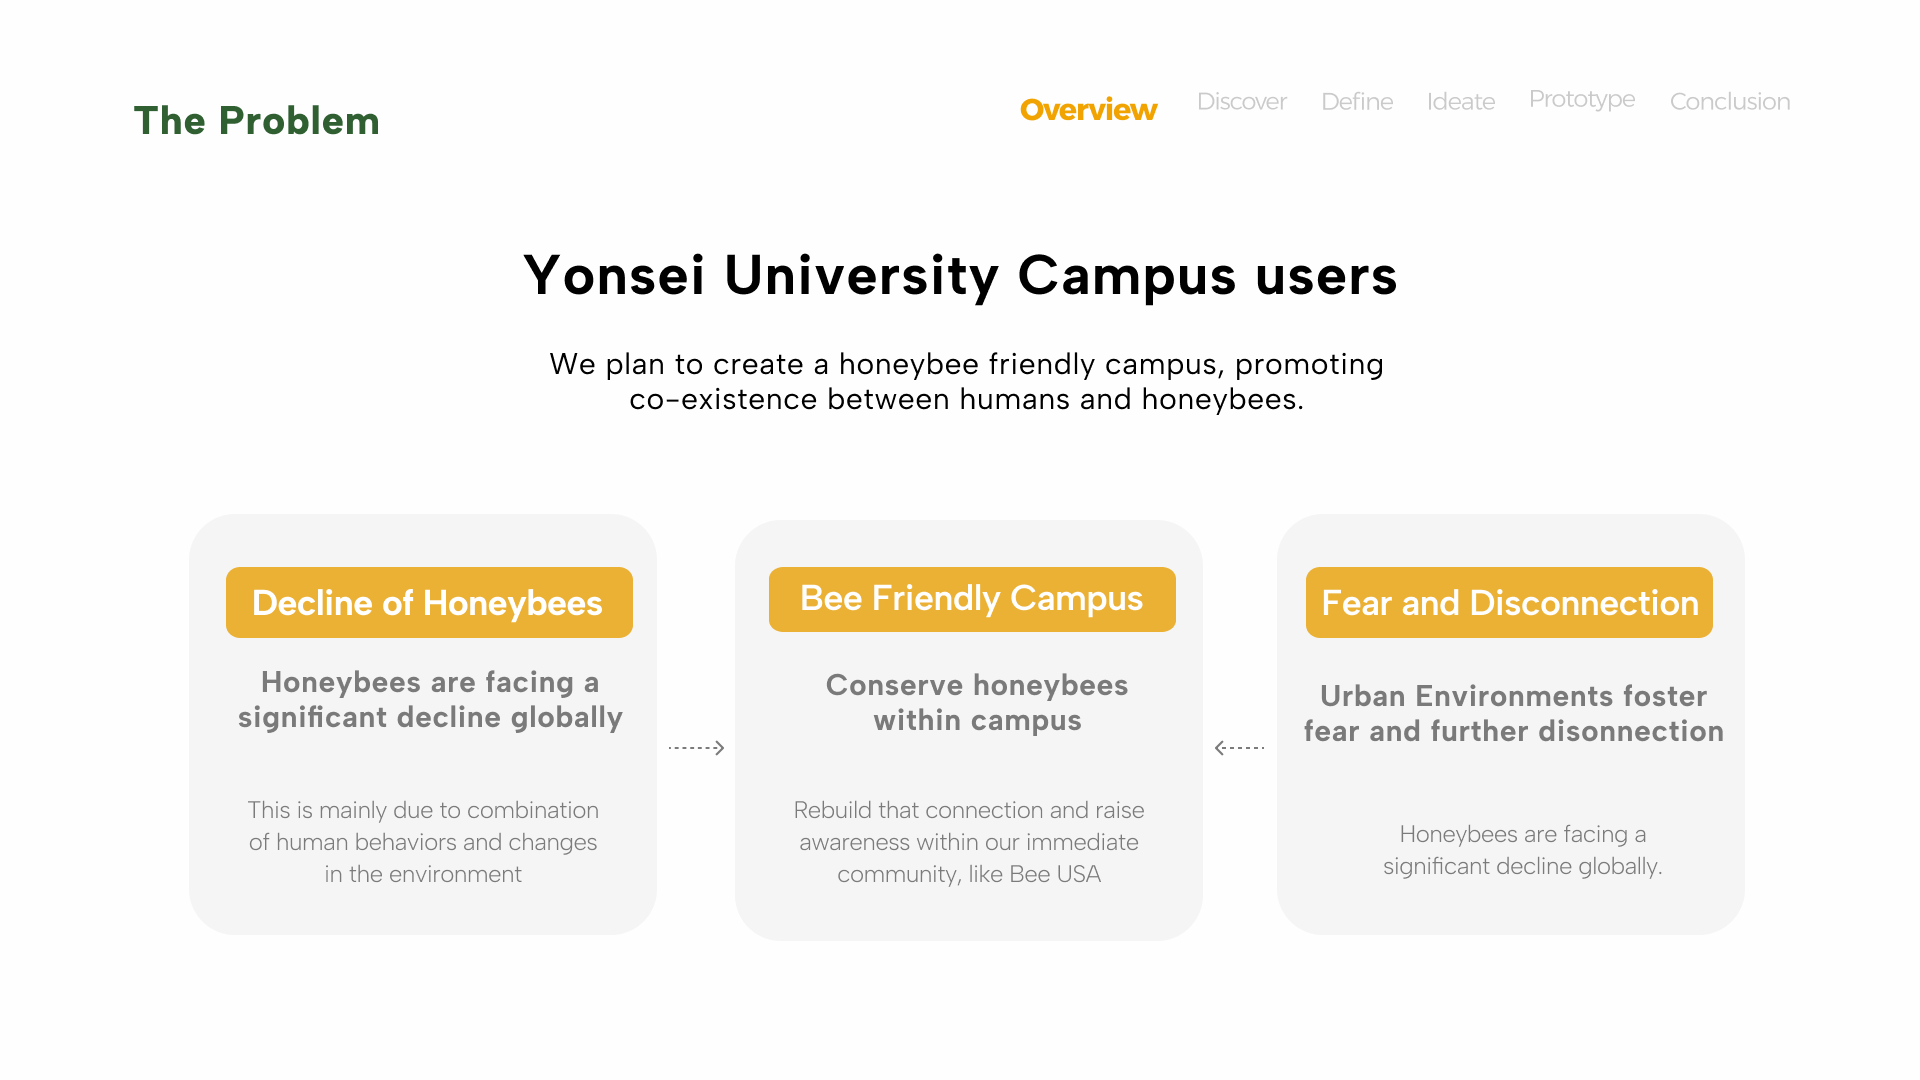 The Problem
Overview Discover Define Ideate Prototype Conclusion
Yonsei University Campus users
We plan to create a honeybee friendly campus, promoting
co-existence between humans and honeybees.
Decline of Honeybees
Honeybees are facing a
significant decline globally
This is mainly due to combination
of human behaviors and changes
in the environment
Bee Friendly Campus
Conserve honeybees
within campus
Rebuild that connection and raise
awareness within our immediate
community, like Bee USA
Fear and Disconnection
Urban Environments foster
fear and further disonnection
Honeybees are facing a
significant decline globally.